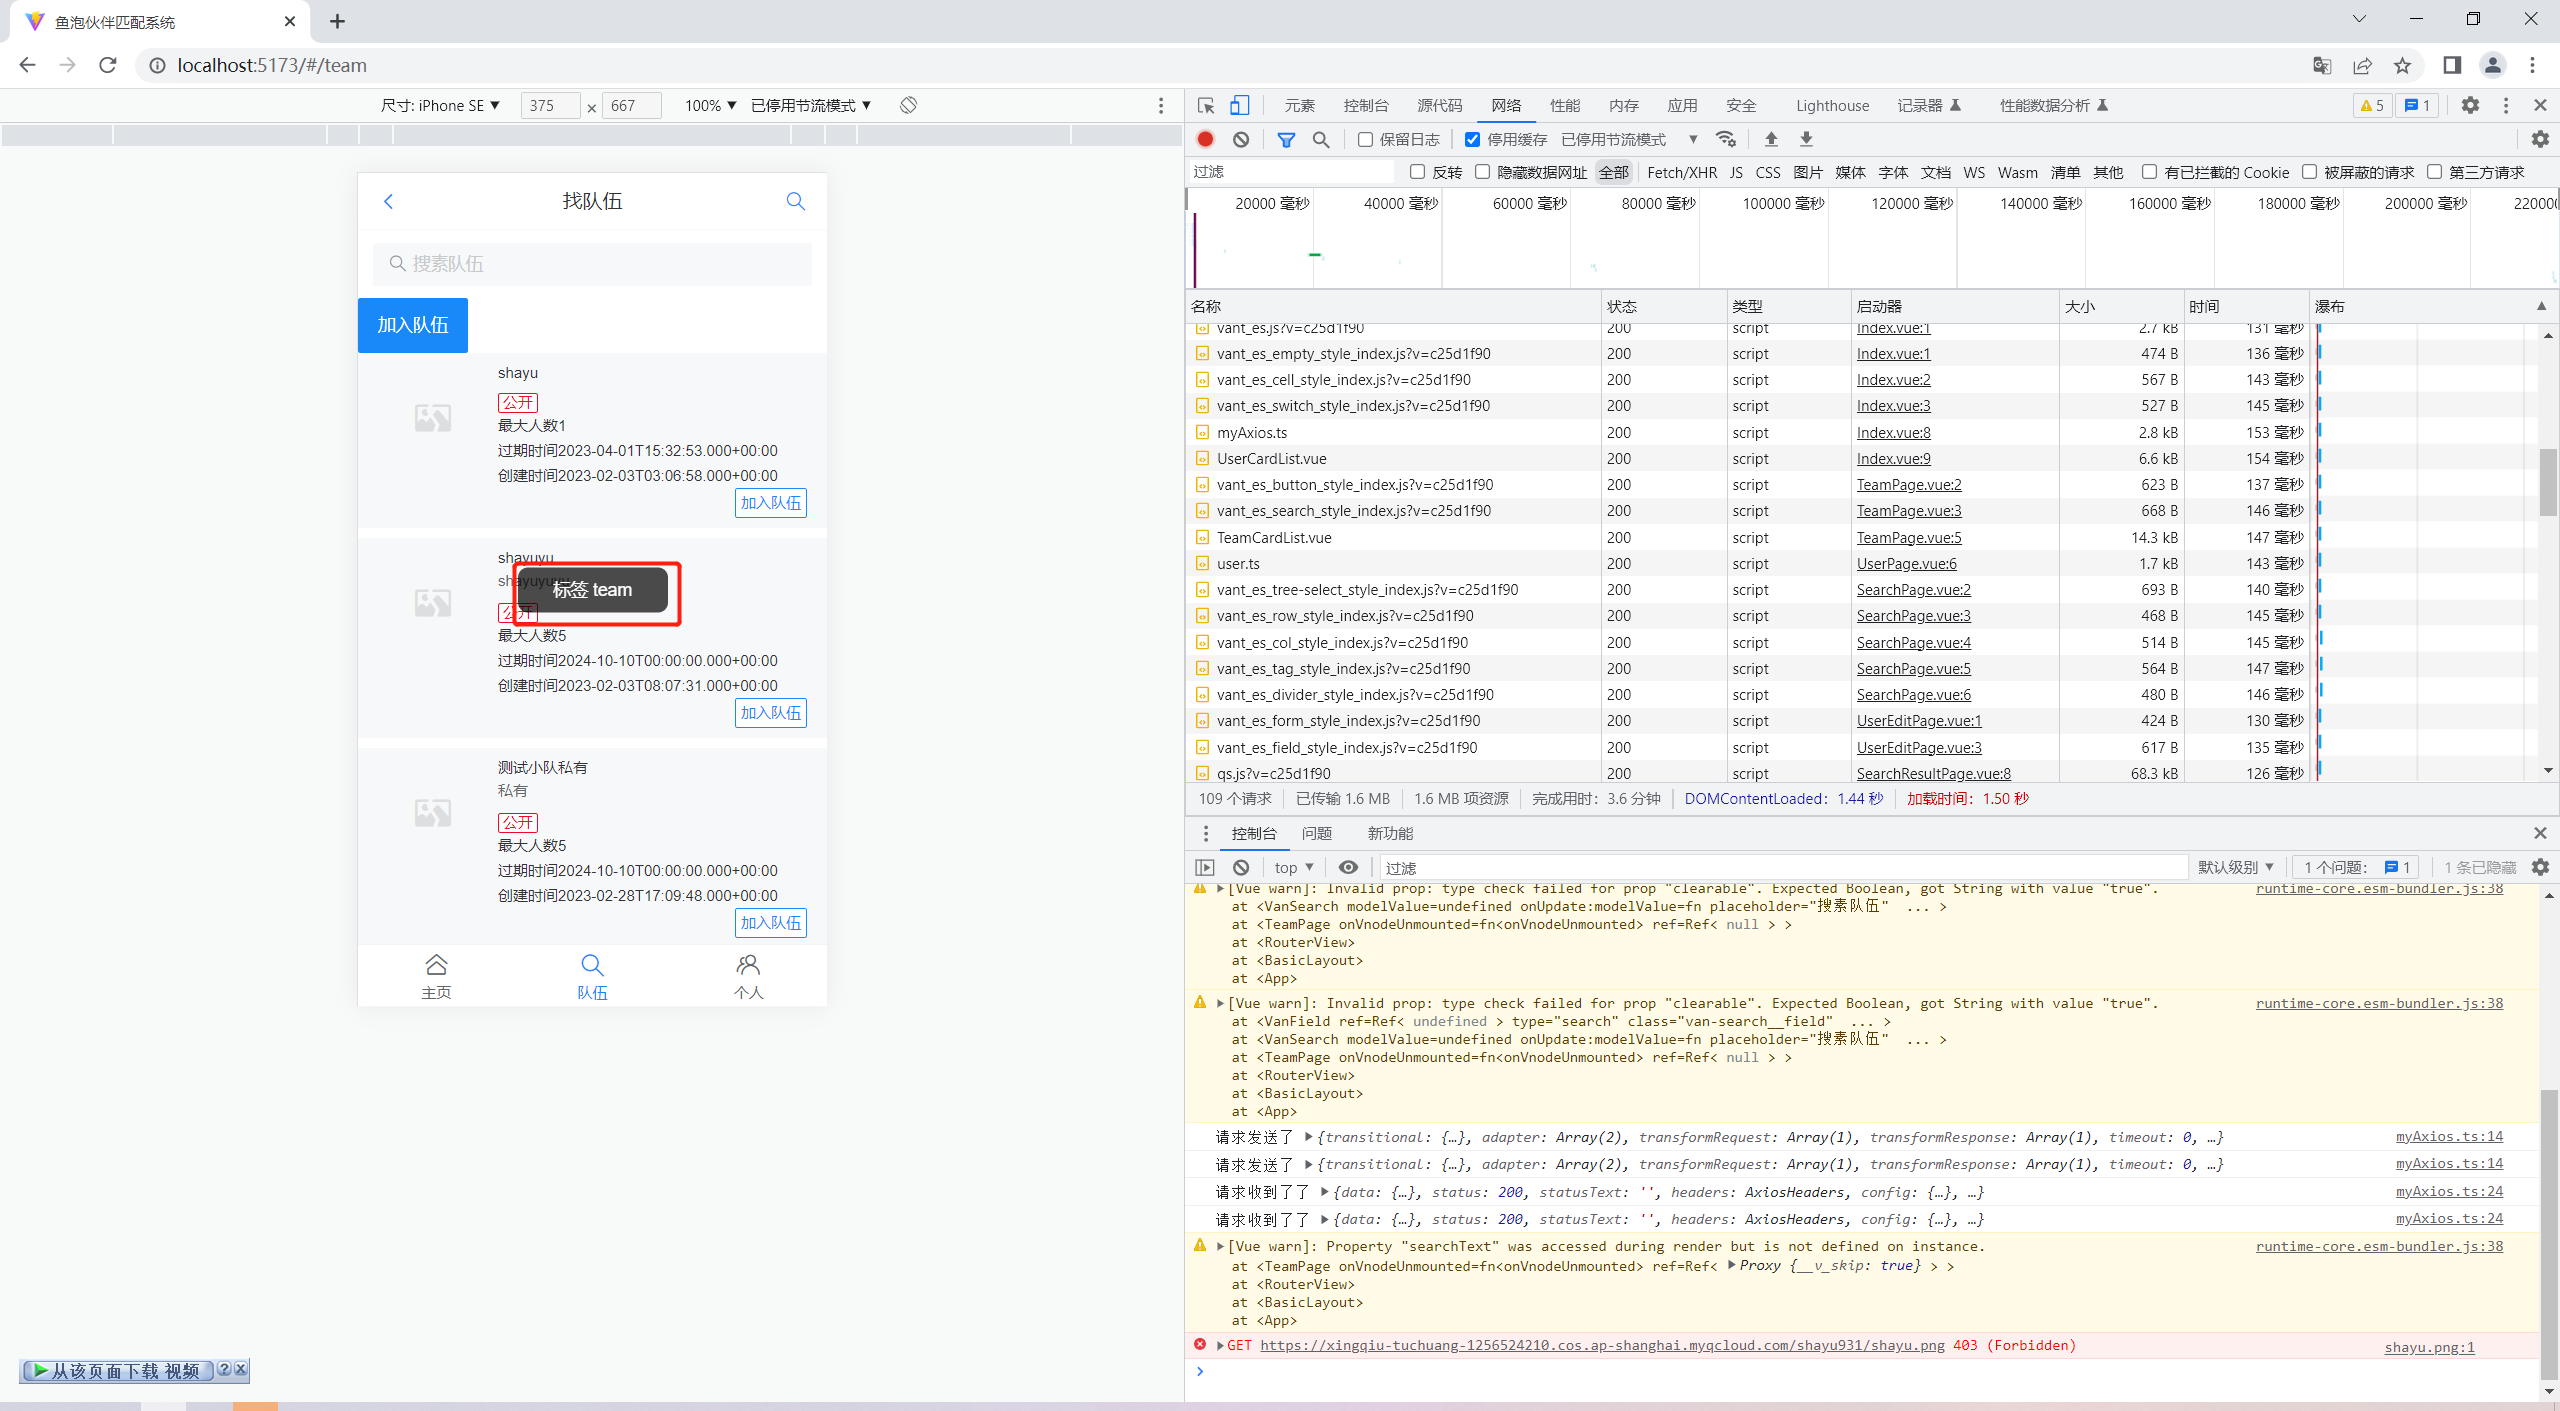 鱼泡伙伴匹配系统
localhost:5173/#/team
尺寸: iPhone SE ▼ 375 × 667 100% ▼ 已停用节流模式 ▼
找队伍
搜素队伍
加入队伍
shayu
公开
最大人数1
过期时间2023-04-01T15:32:53.000+00:00
创建时间2023-02-03T03:06:58.000+00:00
加入队伍
shayuyu
标签 team
最大人数5
过期时间2024-10-10T00:00:00.000+00:00
创建时间2023-02-03T08:07:31.000+00:00
加入队伍
测试小队私有
私有
公开
最大人数5
过期时间2024-10-10T00:00:00.000+00:00
创建时间2023-02-28T17:09:48.000+00:00
加入队伍
主页 队伍 个人
从该页面下载 视频 ? x
元素 控制台 源代码 网络 性能 内存 应用 安全 Lighthouse 记录器 性能数据分析 5 1
保留日志 停用缓存 已停用节流模式 ▼
过滤 反转 隐藏数据网址 全部 Fetch/XHR JS CSS 图片 媒体 字体 文档 WS Wasm 清单 其他 有已拦截的 Cookie 被屏蔽的请求 第三方请求
20000 毫秒 40000 毫秒 60000 毫秒 80000 毫秒 100000 毫秒 120000 毫秒 140000 毫秒 160000 毫秒 180000 毫秒 200000 毫秒
名称 状态 类型 启动器 大小 时间 瀑布
vant_es.js?v=c25d1f90 200 script Index.vue:1 2.7 kB 131 毫秒
vant_es_empty_style_index.js?v=c25d1f90 200 script Index.vue:1 474 B 136 毫秒
vant_es_cell_style_index.js?v=c25d1f90 200 script Index.vue:2 567 B 143 毫秒
vant_es_switch_style_index.js?v=c25d1f90 200 script Index.vue:3 527 B 145 毫秒
myAxios.ts 200 script Index.vue:8 2.8 kB 153 毫秒
UserCardList.vue 200 script Index.vue:9 6.6 kB 154 毫秒
vant_es_button_style_index.js?v=c25d1f90 200 script TeamPage.vue:2 623 B 137 毫秒
vant_es_search_style_index.js?v=c25d1f90 200 script TeamPage.vue:3 668 B 146 毫秒
TeamCardList.vue 200 script TeamPage.vue:5 14.3 kB 147 毫秒
user.ts 200 script UserPage.vue:6 1.7 kB 143 毫秒
vant_es_tree-select_style_index.js?v=c25d1f90 200 script SearchPage.vue:2 693 B 140 毫秒
vant_es_row_style_index.js?v=c25d1f90 200 script SearchPage.vue:3 468 B 145 毫秒
vant_es_col_style_index.js?v=c25d1f90 200 script SearchPage.vue:4 514 B 145 毫秒
vant_es_tag_style_index.js?v=c25d1f90 200 script SearchPage.vue:5 564 B 147 毫秒
vant_es_divider_style_index.js?v=c25d1f90 200 script SearchPage.vue:6 480 B 146 毫秒
vant_es_form_style_index.js?v=c25d1f90 200 script UserEditPage.vue:1 424 B 130 毫秒
vant_es_field_style_index.js?v=c25d1f90 200 script UserEditPage.vue:3 617 B 135 毫秒
qs.js?v=c25d1f90 200 script SearchResultPage.vue:8 68.3 kB 126 毫秒
109 个请求 已传输 1.6 MB 1.6 MB 项资源 完成用时：3.6 分钟 DOMContentLoaded：1.44 秒 加载时间：1.50 秒
控制台 问题 新功能
top ▼ 过滤 默认级别 ▼ 1 个问题： 1 1 条已隐藏
[Vue warn]: Invalid prop: type check failed for prop "clearable". Expected Boolean, got String with value "true". runtime-core.esm-bundler.js:38
at <VanSearch modelValue=undefined onUpdate:modelValue=fn placeholder="搜素队伍" ... >
at <TeamPage onVnodeUnmounted=fn<onVnodeUnmounted> ref=Ref< null > >
at <RouterView>
at <BasicLayout>
at <App>
[Vue warn]: Invalid prop: type check failed for prop "clearable". Expected Boolean, got String with value "true". runtime-core.esm-bundler.js:38
at <VanField ref=Ref< undefined > type="search" class="van-search__field" ... >
at <VanSearch modelValue=undefined onUpdate:modelValue=fn placeholder="搜素队伍" ... >
at <TeamPage onVnodeUnmounted=fn<onVnodeUnmounted> ref=Ref< null > >
at <RouterView>
at <BasicLayout>
at <App>
请求发送了 ▶{transitional: {…}, adapter: Array(2), transformRequest: Array(1), transformResponse: Array(1), timeout: 0, …} myAxios.ts:14
请求发送了 ▶{transitional: {…}, adapter: Array(2), transformRequest: Array(1), transformResponse: Array(1), timeout: 0, …} myAxios.ts:14
请求收到了了 ▶{data: {…}, status: 200, statusText: '', headers: AxiosHeaders, config: {…}, …} myAxios.ts:24
请求收到了了 ▶{data: {…}, status: 200, statusText: '', headers: AxiosHeaders, config: {…}, …} myAxios.ts:24
[Vue warn]: Property "searchText" was accessed during render but is not defined on instance. runtime-core.esm-bundler.js:38
at <TeamPage onVnodeUnmounted=fn<onVnodeUnmounted> ref=Ref< ▶Proxy {__v_skip: true} > >
at <RouterView>
at <BasicLayout>
at <App>
GET https://xingqiu-tuchuang-1256524210.cos.ap-shanghai.myqcloud.com/shayu931/shayu.png 403 (Forbidden) shayu.png:1